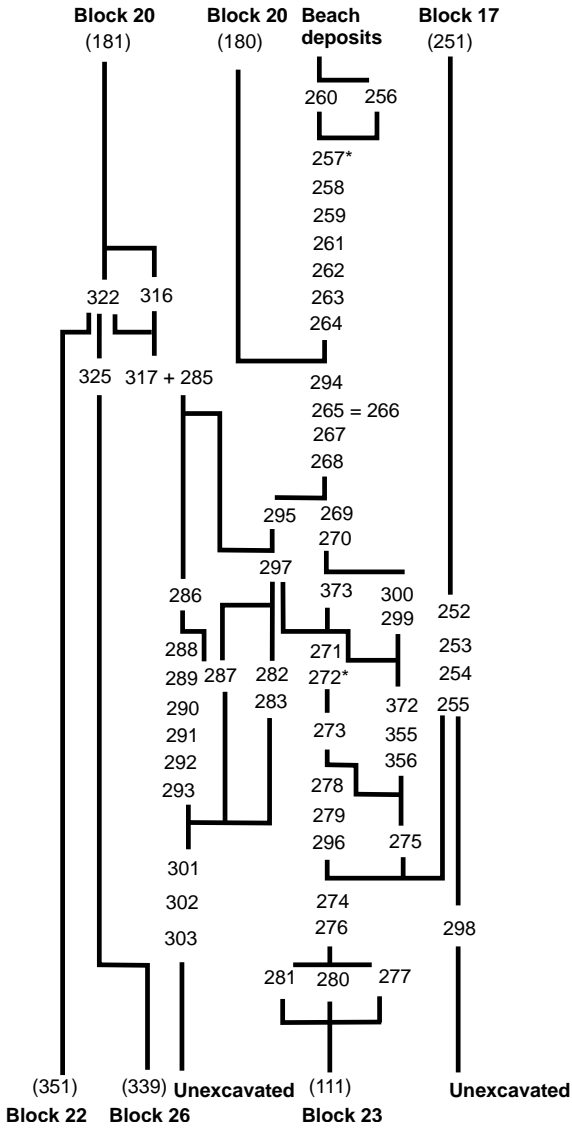 Block 20 Block 20 Beach deposits Block 17
(181) (180) (251)
260 256
257*
258
259
261
262
263
264
322 316
325 317 + 285 294
265 = 266
267
268
295 269
270
297
286 373 300
252
299
288 271 253
289 287 282 272* 254
290 283 372 255
291 273 355
292 356
293 278
279
296 275
301
302 274
303 276 298
281 280 277
(351) (339) Unexcavated (111) Unexcavated
Block 22 Block 26 Block 23